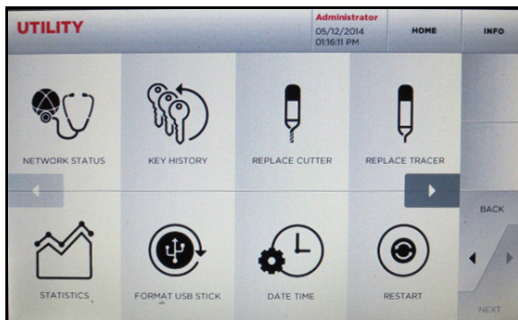 UTILITY
Administrator
05/12/2014
01:16:11 PM
HOME
INFO
NETWORK STATUS
KEY HISTORY
REPLACE CUTTER
REPLACE TRACER
BACK
STATISTICS
FORMAT USB STICK
DATE TIME
RESTART
NEXT